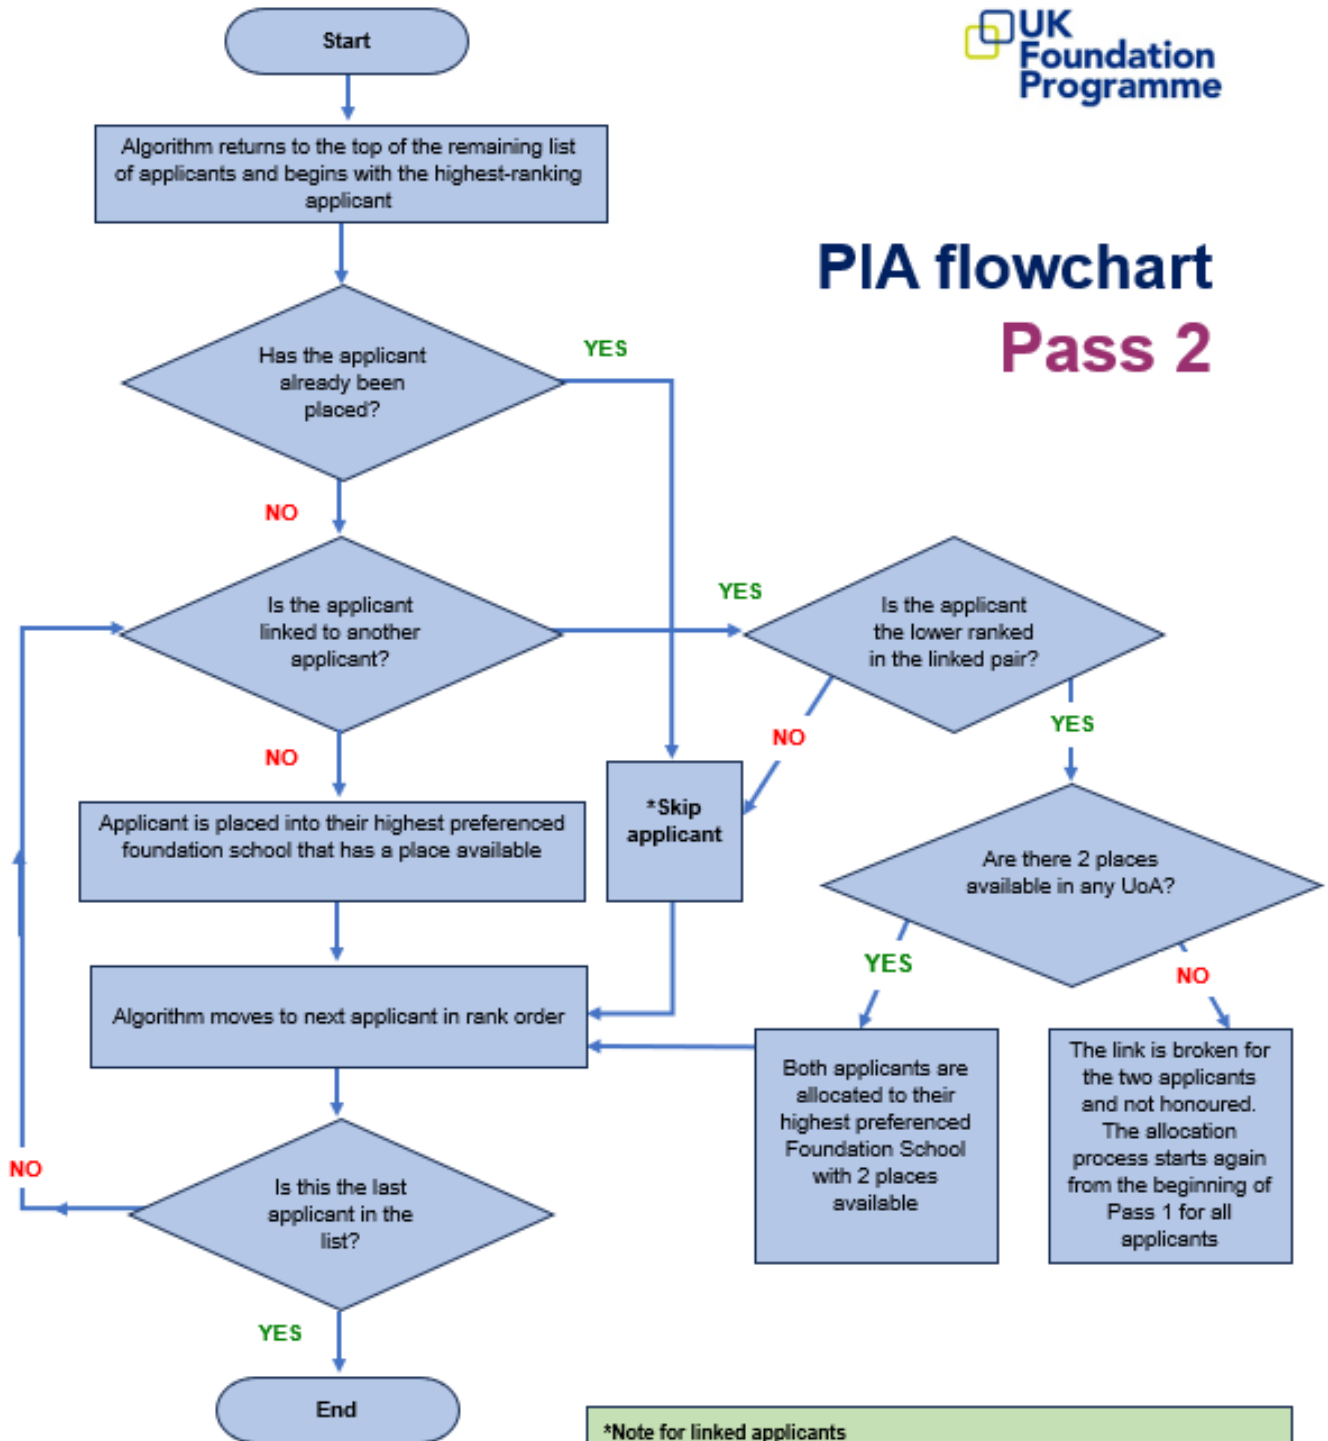 Start
UK
Foundation
Programme
Algorithm returns to the top of the remaining list
of applicants and begins with the highest-ranking
applicant
PIA flowchart
Pass 2
Has the applicant
already been
placed?
YES
NO
Is the applicant
linked to another
applicant?
YES
Is the applicant
the lower ranked
in the linked pair?
NO
NO
YES
*Skip
applicant
Applicant is placed into their highest preferenced
foundation school that has a place available
Are there 2 places
available in any UoA?
YES
NO
Algorithm moves to next applicant in rank order
Both applicants are
allocated to their
highest preferenced
Foundation School
with 2 places
available
The link is broken for
the two applicants
and not honoured.
The allocation
process starts again
from the beginning of
Pass 1 for all
applicants
NO
Is this the last
applicant in the
list?
YES
End
*Note for linked applicants